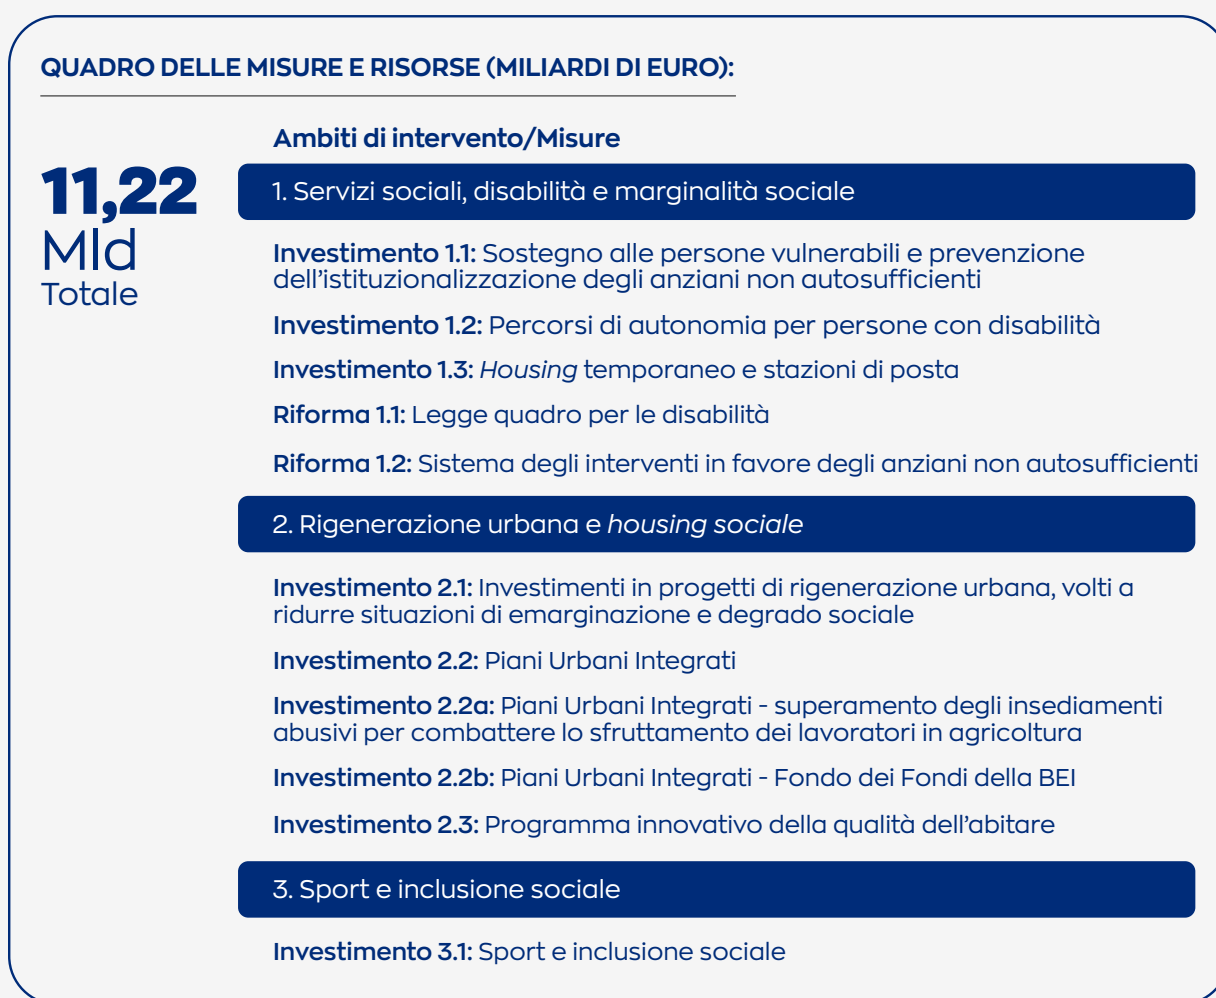 QUADRO DELLE MISURE E RISORSE (MILIARDI DI EURO):
11,22
Mld
Totale
Ambiti di intervento/Misure
1. Servizi sociali, disabilità e marginalità sociale
Investimento 1.1: Sostegno alle persone vulnerabili e prevenzione
dell'istituzionalizzazione degli anziani non autosufficienti
Investimento 1.2: Percorsi di autonomia per persone con disabilità
Investimento 1.3: Housing temporaneo e stazioni di posta
Riforma 1.1: Legge quadro per le disabilità
Riforma 1.2: Sistema degli interventi in favore degli anziani non autosufficienti
2. Rigenerazione urbana e housing sociale
Investimento 2.1: Investimenti in progetti di rigenerazione urbana, volti a
ridurre situazioni di emarginazione e degrado sociale
Investimento 2.2: Piani Urbani Integrati
Investimento 2.2a: Piani Urbani Integrati - superamento degli insediamenti
abusivi per combattere lo sfruttamento dei lavoratori in agricoltura
Investimento 2.2b: Piani Urbani Integrati - Fondo dei Fondi della BEI
Investimento 2.3: Programma innovativo della qualità dell'abitare
3. Sport e inclusione sociale
Investimento 3.1: Sport e inclusione sociale